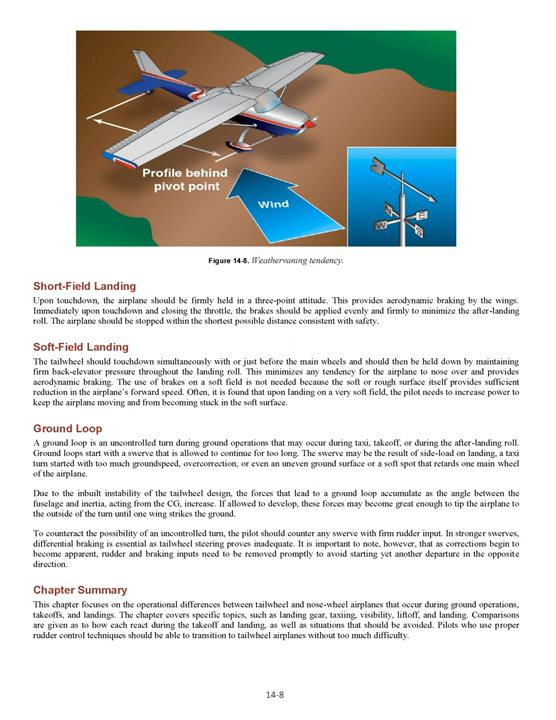 Profile behind
pivot point
Wind
N
E
W
S
Figure 14-5. Weathervaning tendency.
Short-Field Landing
Upon touchdown, the airplane should be firmly held in a three-point attitude. This provides aerodynamic braking by the wings.
Immediately upon touchdown and closing the throttle, the brakes should be applied evenly and firmly to minimize the after-landing
roll. The airplane should be stopped within the shortest possible distance consistent with safety.
Soft-Field Landing
The tailwheel should touchdown simultaneously with or just before the main wheels and should then be held down by maintaining
firm back-elevator pressure throughout the landing roll. This minimizes any tendency for the airplane to nose over and provides
aerodynamic braking. The use of brakes on a soft field is not needed because the soft or rough surface itself provides sufficient
reduction in the airplane's forward speed. Often, it is found that upon landing on a very soft field, the pilot needs to increase power to
keep the airplane moving and from becoming stuck in the soft surface.
Ground Loop
A ground loop is an uncontrolled turn during ground operations that may occur during taxi, takeoff, or during the after-landing roll.
Ground loops start with a swerve that is allowed to continue for too long. The swerve may be the result of side-load on landing, a taxi
turn started with too much groundspeed, overcorrection, or even an uneven ground surface or a soft spot that retards one main wheel
of the airplane.
Due to the inbuilt instability of the tailwheel design, the forces that lead to a ground loop accumulate as the angle between the
fuselage and inertia, acting from the CG, increase. If allowed to develop, these forces may become great enough to tip the airplane to
the outside of the turn until one wing strikes the ground.
To counteract the possibility of an uncontrolled turn, the pilot should counter any swerve with firm rudder input. In stronger swerves,
differential braking is essential as tailwheel steering proves inadequate. It is important to note, however, that as corrections begin to
become apparent, rudder and braking inputs need to be removed promptly to avoid starting yet another departure in the opposite
direction.
Chapter Summary
This chapter focuses on the operational differences between tailwheel and nose-wheel airplanes that occur during ground operations,
takeoffs, and landings. The chapter covers specific topics, such as landing gear, taxiing, visibility, liftoff, and landing. Comparisons
are given as to how each react during the takeoff and landing, as well as situations that should be avoided. Pilots who use proper
rudder control techniques should be able to transition to tailwheel airplanes without too much difficulty.
14-8